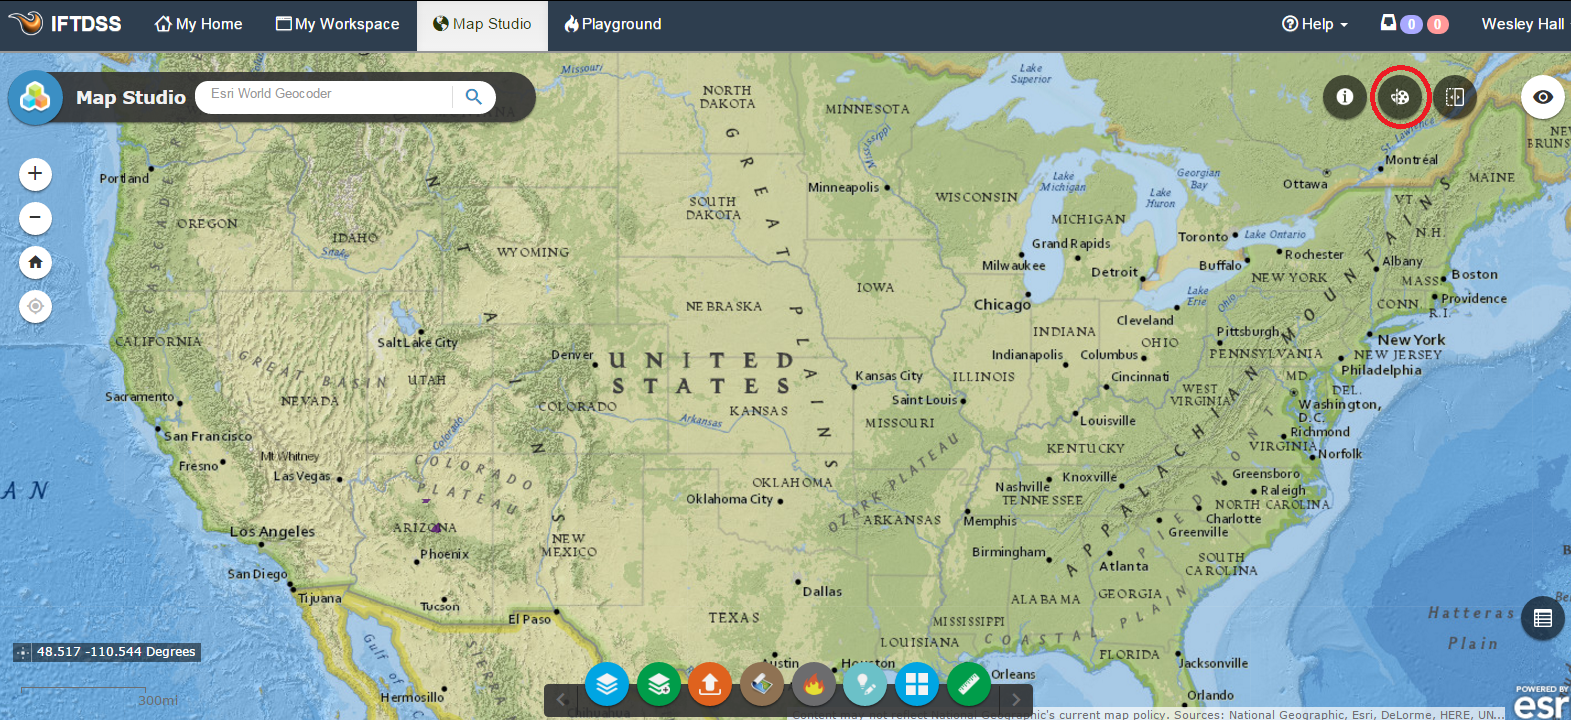 IFTDSS My Home My Workspace Map Studio Playground Help 0 0 Wesley Hall
Map Studio Esri World Geocoder
Missouri
Lake Superior
NORTH DAKOTA
MINNESOTA
Mississippi
St. Lawrence
NEW
BRUNS
Montréal
Portland
Minneapolis
Lake Michigan
Georgian Bay
Ottawa
MAINE
OREGON
SOUTH DAKOTA
WISCONSIN
Lake Huron
VT.
CASCADE R
IDAHO
Snake
WYOMING
MICHIGAN
Grand Rapids
Toronto
Lake Ontario
N.H.
Milwaukee
Detroit
Buffalo
Rochester
Albany
NEW YORK
MASS
Boston
IOWA
Lake Erie
Ohio
CONN.
Providence
R.I.
NEBRASKA
Chicago
Cleveland
CALIFORNIA
Salt Lake City
INDIANA
Pittsburgh
OHIO
New York
GREAT BASIN
Denver
UNITED STATES
Indianapolis
Columbus
PENNSYLVANIA
NEW JERSEY
Philadelphia
UTAH
Kansas City
ILLINOIS
Cincinnati
MD
Sacramento
NEVADA
COLORADO
KANSAS
Saint Louis
WEST VIRGINIA
DEL.
Washington, D.C.
Arkansas
MISSOURI
Louisville
San Francisco
Colorado
Richmond
VIRGINIA
Mt Whitney
KENTUCKY
Norfolk
Fresno
Las Vegas
COLORADO PLATEAU
OKLAHOMA
OZARK PLATEAU
Nashville
Knoxville
Greensboro
Raleigh
AN
Oklahoma City
TENNESSEE
NORTH CAROLINA
GREAT PLAINS
APPALACHIAN MOUNTAINS
PIEDMONT
Los Angeles
ARIZONA
ARKANSAS
Memphis
Charlotte
Greenville
Phoenix
NEW MEXICO
Birmingham
Atlanta
SOUTH CAROLINA
San Diego
Tijuana
Tucson
El Paso
Dallas
TEXAS
ALABAMA
GEORGIA
MISSISSIPPI
COASTAL PLAIN
LOUISIANA
Hatteras Plain
48.517 -110.544 Degrees
Gulf of
SIERRA
Austin
Houston
FLORIDA
Jacksonville
Orleans
Orlando
Hermosillo
300mi
Chihuahua
POWERED BY
esri
Content may not reflect National Geographic's current map policy. Sources: National Geographic, Esri, DeLorme, HERE, UN...